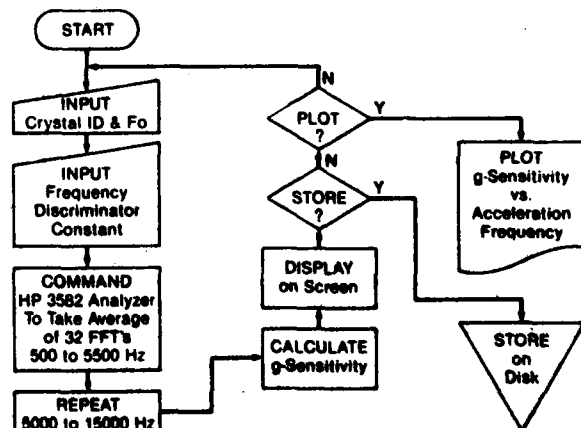 START
INPUT
Crystal ID & Fo
INPUT
Frequency
Discriminator
Constant
COMMAND
HP 3582 Analyzer
To Take Average
of 32 FFT's
500 to 5500 Hz
REPEAT
5000 to 15000 Hz
CALCULATE
g-Sensitivity
DISPLAY
on Screen
STORE
?
N
Y
PLOT
?
N
Y
PLOT
g-Sensitivity
vs.
Acceleration
Frequency
STORE
on
Disk